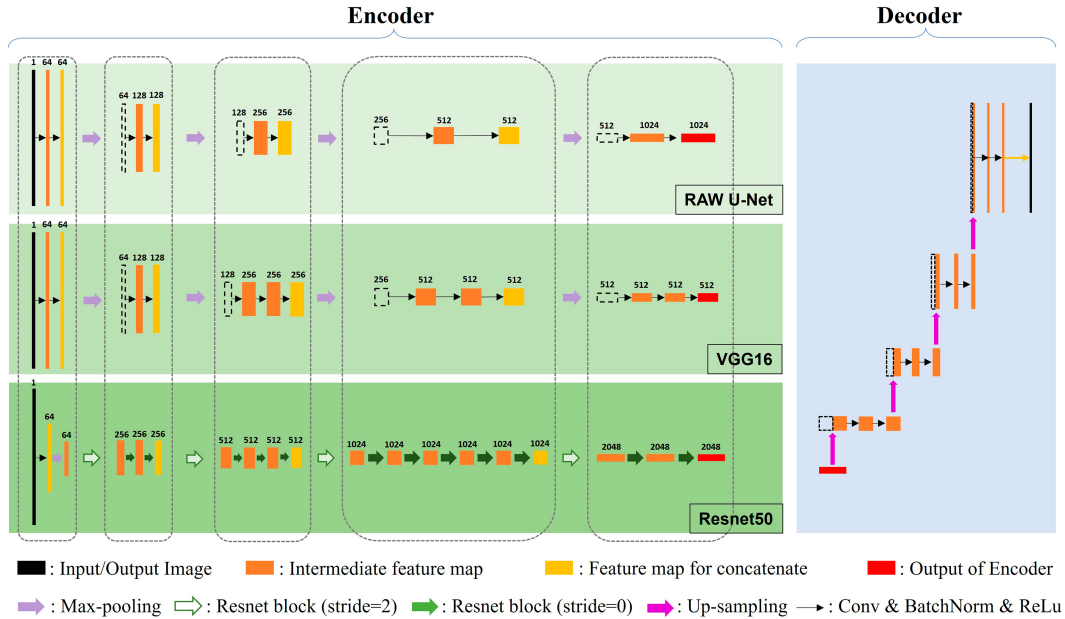 Encoder
Decoder
1 64 64
64 128 128
128 256 256
256 512 512
512 1024 1024
RAW U-Net
1 64 64
64 128 128
128 256 256 256
256 512 512 512
512 512 512 512
VGG16
1
64
64
256 256 256
512 512 512 512
1024 1024 1024 1024 1024 1024
2048 2048 2048
Resnet50
: Input/Output Image : Intermediate feature map : Feature map for concatenate : Output of Encoder
: Max-pooling : Resnet block (stride=2) : Resnet block (stride=0) : Up-sampling : Conv & BatchNorm & ReLu